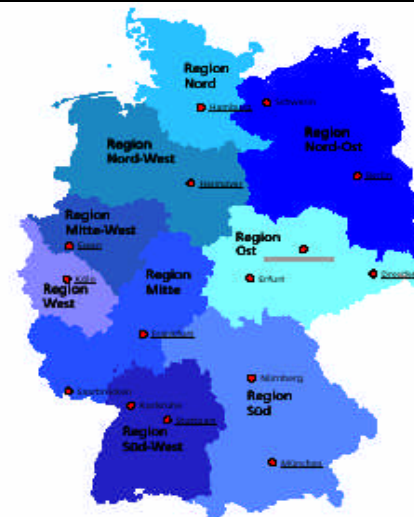 Region
Nord
Hamburg
Schwerin
Region
Nord-Ost
Berlin
Region
Nord-West
Hannover
Region
Mitte-West
Essen
Region
Ost
Dresden
Erfurt
Köln
Region
West
Region
Mitte
Frankfurt
Saarbrücken
Nürnberg
Karlsruhe
Region
Süd
Stuttgart
Region
Süd-West
München